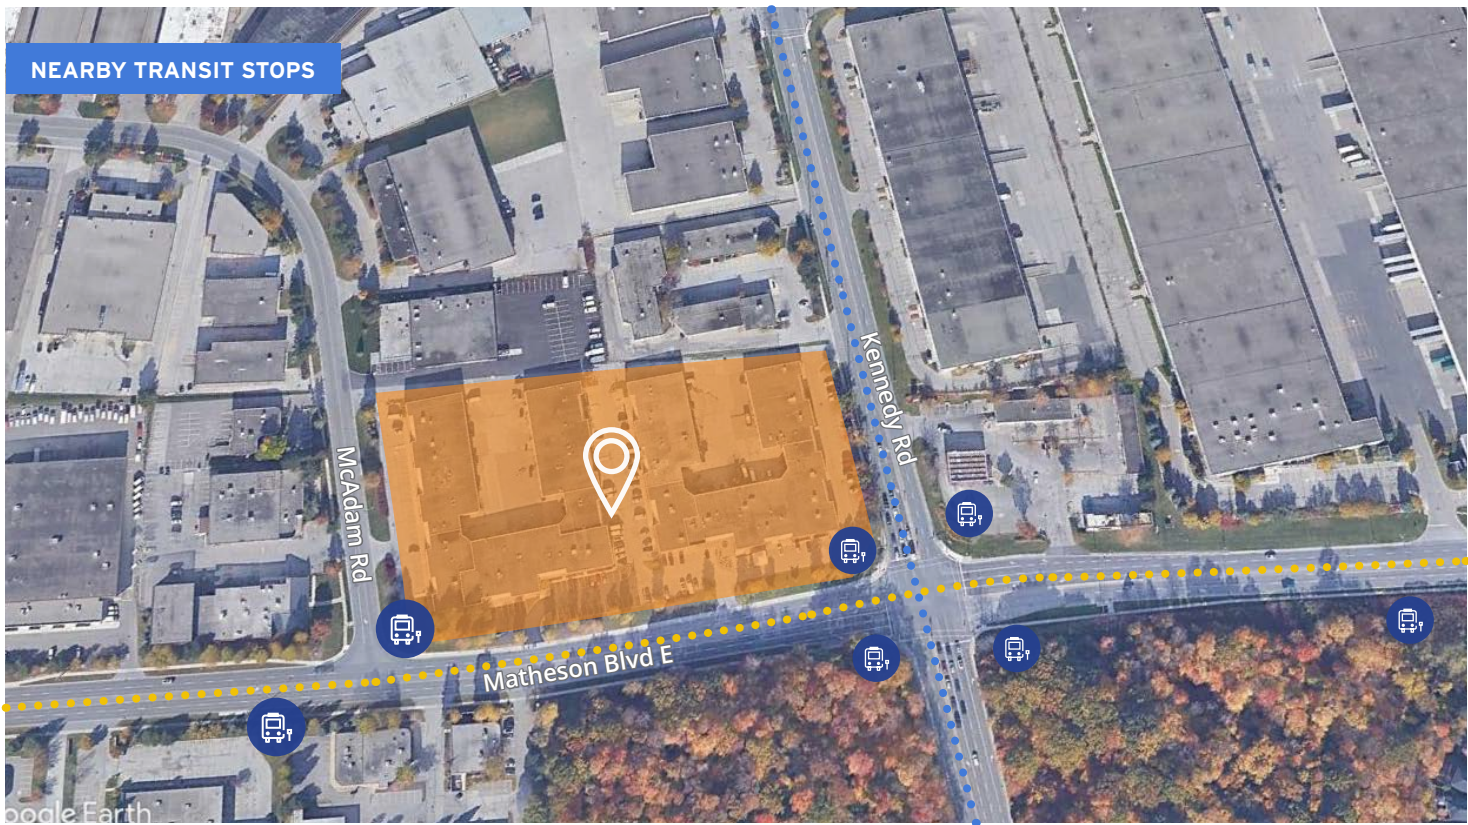 NEARBY TRANSIT STOPS
Kennedy Rd
McAdam Rd
Matheson Blvd E
oogle Earth